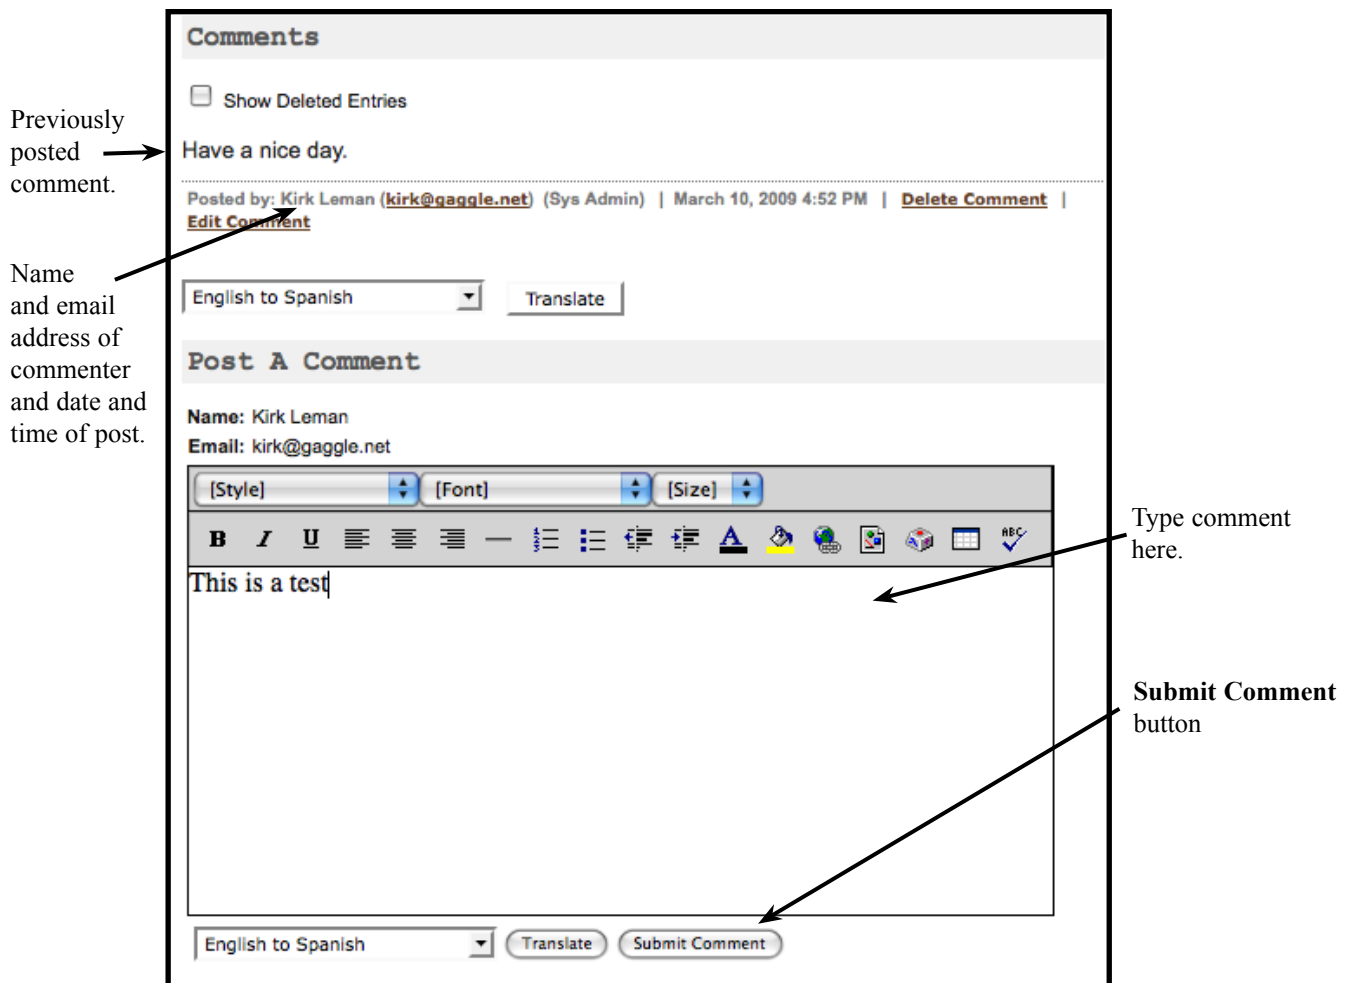 Comments
Show Deleted Entries
Previously
posted
comment.
Have a nice day.
Posted by: Kirk Leman (kirk@gaggle.net) (Sys Admin) | March 10, 2009 4:52 PM | Delete Comment |
Edit Comment
Name
and email
address of
commenter
and date and
time of post.
English to Spanish Translate
Post A Comment
Name: Kirk Leman
Email: kirk@gaggle.net
[Style] [Font] [Size]
B I U A ABC
This is a test
Type comment
here.
Submit Comment
button
English to Spanish Translate Submit Comment